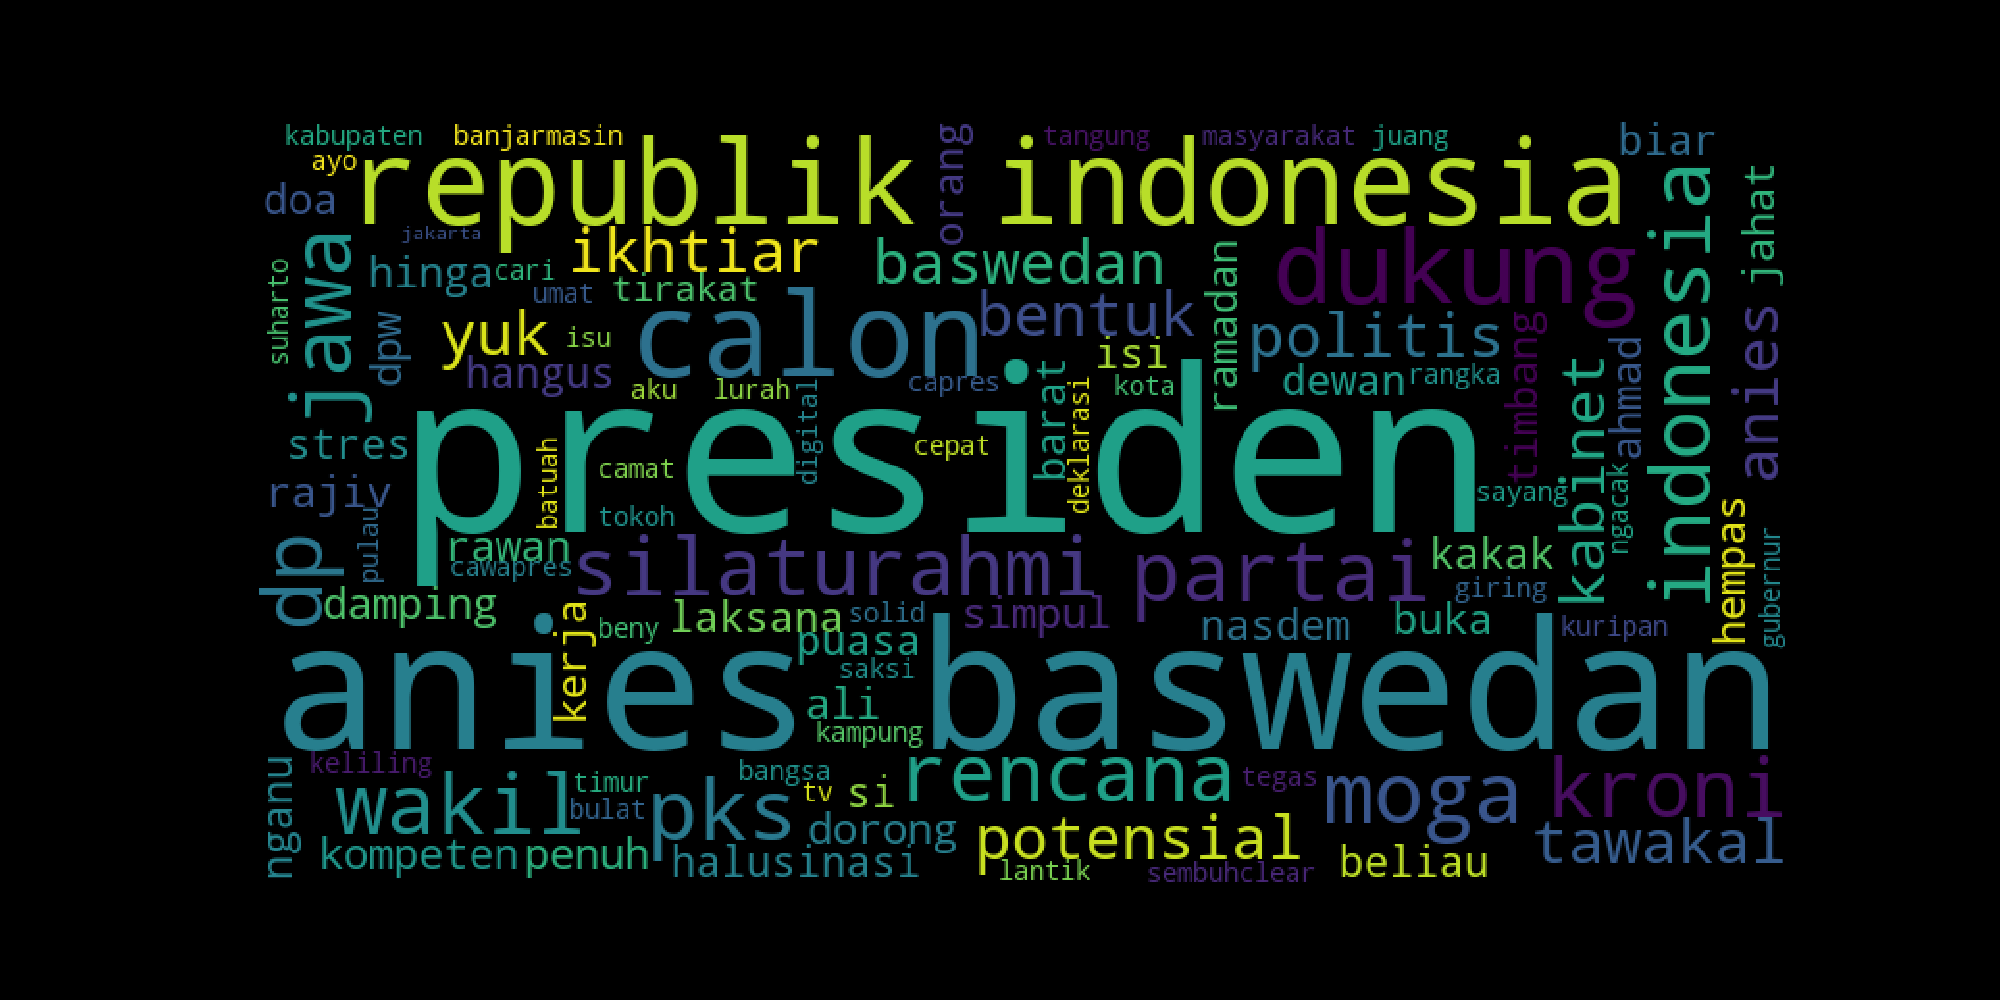 kabupaten
banjarmasin
orang
tangung
masyarakat
juang
biar
ayo
republik indonesia
doa
jakarta
ikhtiar
baswedan
ramadan
dukung
indonesia
jahat
suharto
jawa
hinga
cari
umat
tirakat
calon
bentuk
politis
timbang
anies
dpw
yuk
isu
hangus
isi
ahmad
aku
lurah
digital
capres
barat
deklarasi
kota
dewan
rangka
kabinet
stres
presiden
cepat
batuah
camat
rajiv
tokoh
sayang
ngacak
hempas
pulau
dp
rawan
cawapres
silaturahmi
partai
kakak
giring
gubernur
damping
kerja
beny
laksana
solid
simpul
nasdem
buka
kuripan
puasa
anies baswedan
saksi
ali
kampung
nganu
keliling
wakil
timur
bulat
pks
bangsa
tv
si
rencana
tegas
moga
kroni
dorong
potensial
tawakal
kompeten
penuh
halusinasi
lantik
sembuhclear
beliau